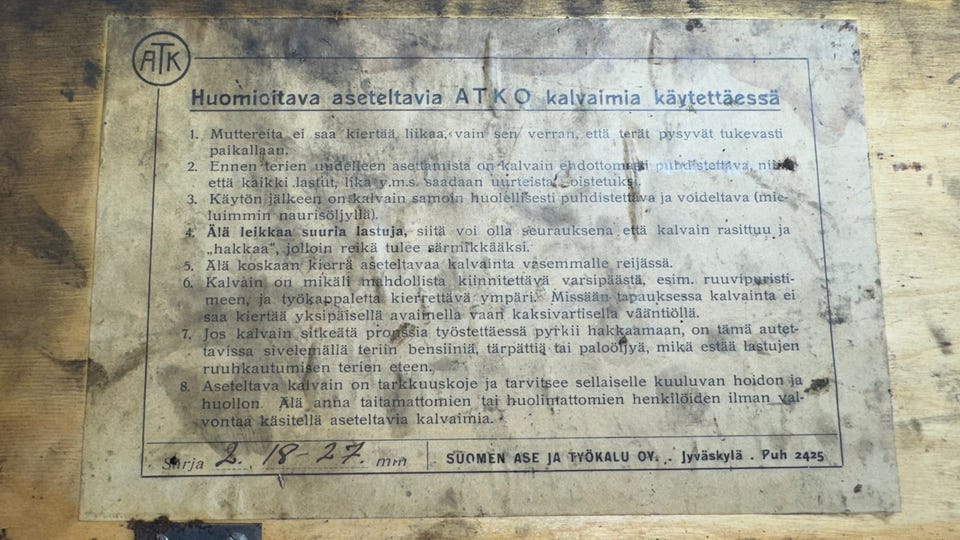 ATK
Huomioitava aseteltavia ATKO kalvaimia käytettäessä
1. Muttereita ei saa kiertää liikaa, vain sen verran, että terät pysyvät tukevasti
paikallaan.
2. Ennen terien uudelleen asettamista on kalvain ehdottomasti puhdistettava, niin
että kaikki lastut, lika y.m.s. saadaan uurteista poistetuksi.
3. Käytön jälkeen on kalvain samoin huolellisesti puhdistettava ja voideltava (mie-
luimmin naurisöljyllä).
4. Älä leikkaa suuria lastuja, siitä voi olla seurauksena että kalvain rasittuu ja
„hakkaa", jolloin reikä tulee särmikkääksi.
5. Älä koskaan kierrä aseteltavaa kalvainta vasemmalle reijässä.
6. Kalvain on mikäli mahdollista kiinnitettävä varsipäästä, esim. ruuvipuristi-
meen, ja työkappaletta kierrettävä ympäri. Missään tapauksessa kalvainta ei
saa kiertää yksipäisellä avaimella vaan kaksivartisella vääntiöllä.
7. Jos kalvain sitkeätä pronssia työstettäessä pyrkii hakkaamaan, on tämä autet-
tavissa sivelemällä teriin bensiiniä, tärpättiä tai paloöljyä, mikä estää lastujen
ruuhkautumisen terien eteen.
8. Aseteltava kalvain on tarkkuuskoje ja tarvitsee sellaiselle kuuluvan hoidon ja
huollon. Älä anna taitamattomien tai huolimattomien henkilöiden ilman val-
vontaa käsitellä aseteltavia kalvaimia.
Sarja 2. 18-27. mm
SUOMEN ASE JA TYÖKALU OY. . Jyväskylä . Puh 2425